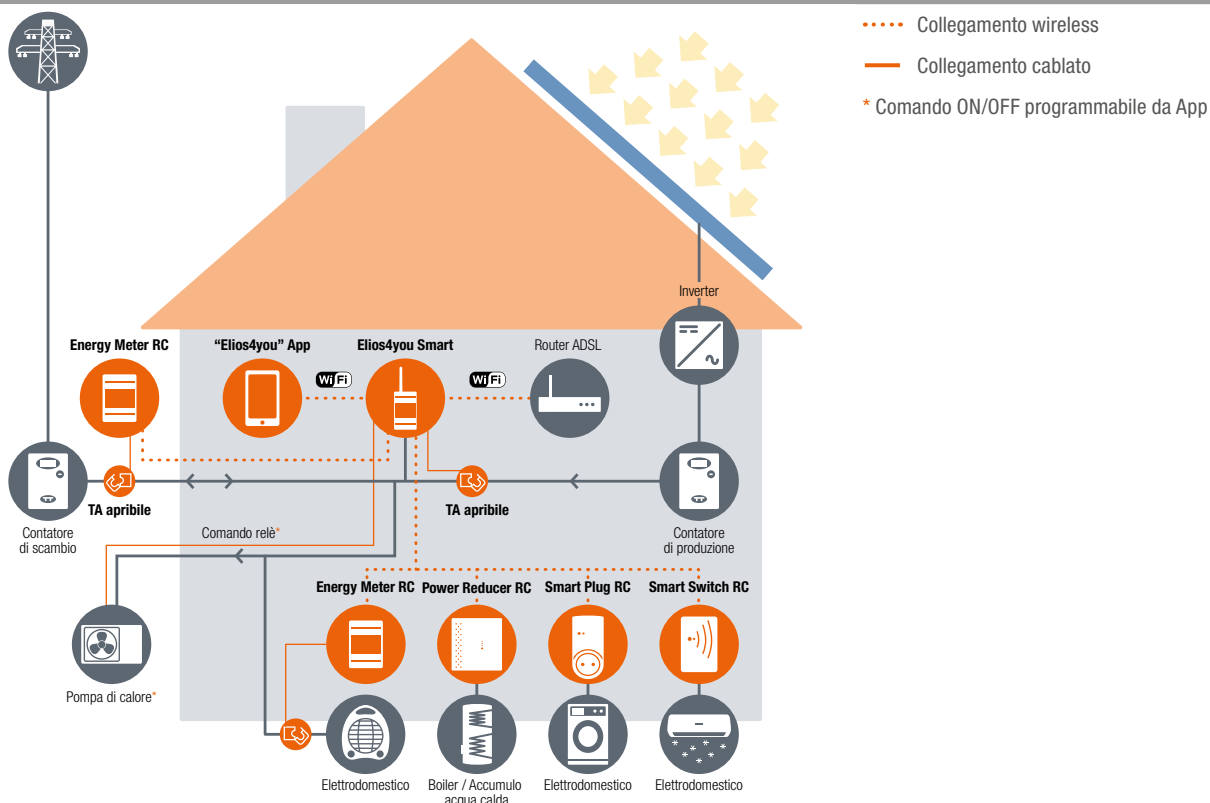 Collegamento wireless
Collegamento cablato
* Comando ON/OFF programmabile da App
Inverter
Energy Meter RC
“Elios4you” App
Elios4you Smart
Router ADSL
WiFi
WiFi
TA apribile
TA apribile
Contatore
di scambio
Comando relè*
Contatore
di produzione
Energy Meter RC
Power Reducer RC
Smart Plug RC
Smart Switch RC
Pompa di calore*
Elettrodomestico
Boiler / Accumulo
acqua calda
Elettrodomestico
Elettrodomestico